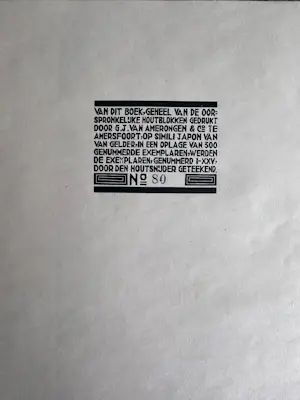 VAN DIT BOEK·GEHEEL VAN DE OOR:
SPRONKELIJKE HOUTBLOKKEN GEDRUKT
DOOR G.J.VAN AMERONGEN & Co TE
AMERSFOORT·OP SIMILI JAPON VAN
VAN GELDER·IN EEN OPLAGE VAN 500
GENUMMERDE EXEMPLAREN·WERDEN
DE EXEMPLAREN, GENUMMERD I-XXV·
DOOR DEN HOUTSNIJDER GETEEKEND.
No 80